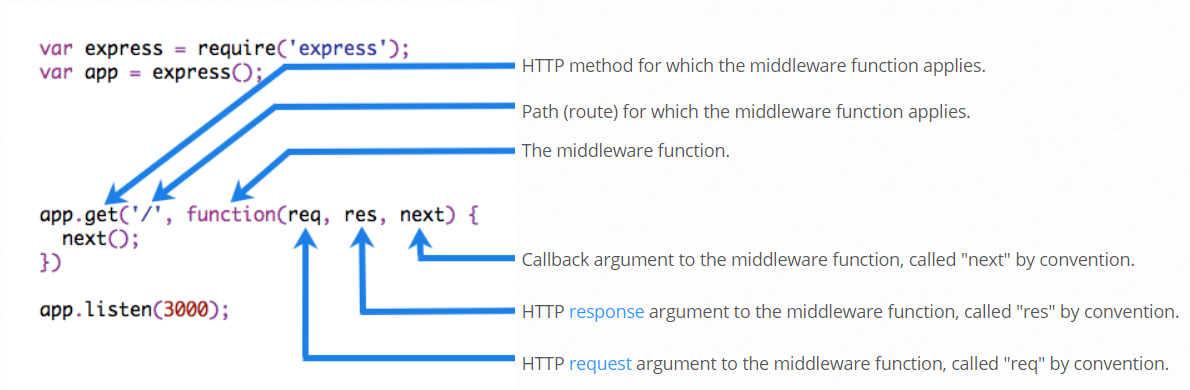 var express = require('express');
var app = express();
HTTP method for which the middleware function applies.
Path (route) for which the middleware function applies.
The middleware function.
app.get('/', function(req, res, next) {
  next();
})
Callback argument to the middleware function, called "next" by convention.
app.listen(3000);
HTTP response argument to the middleware function, called "res" by convention.
HTTP request argument to the middleware function, called "req" by convention.